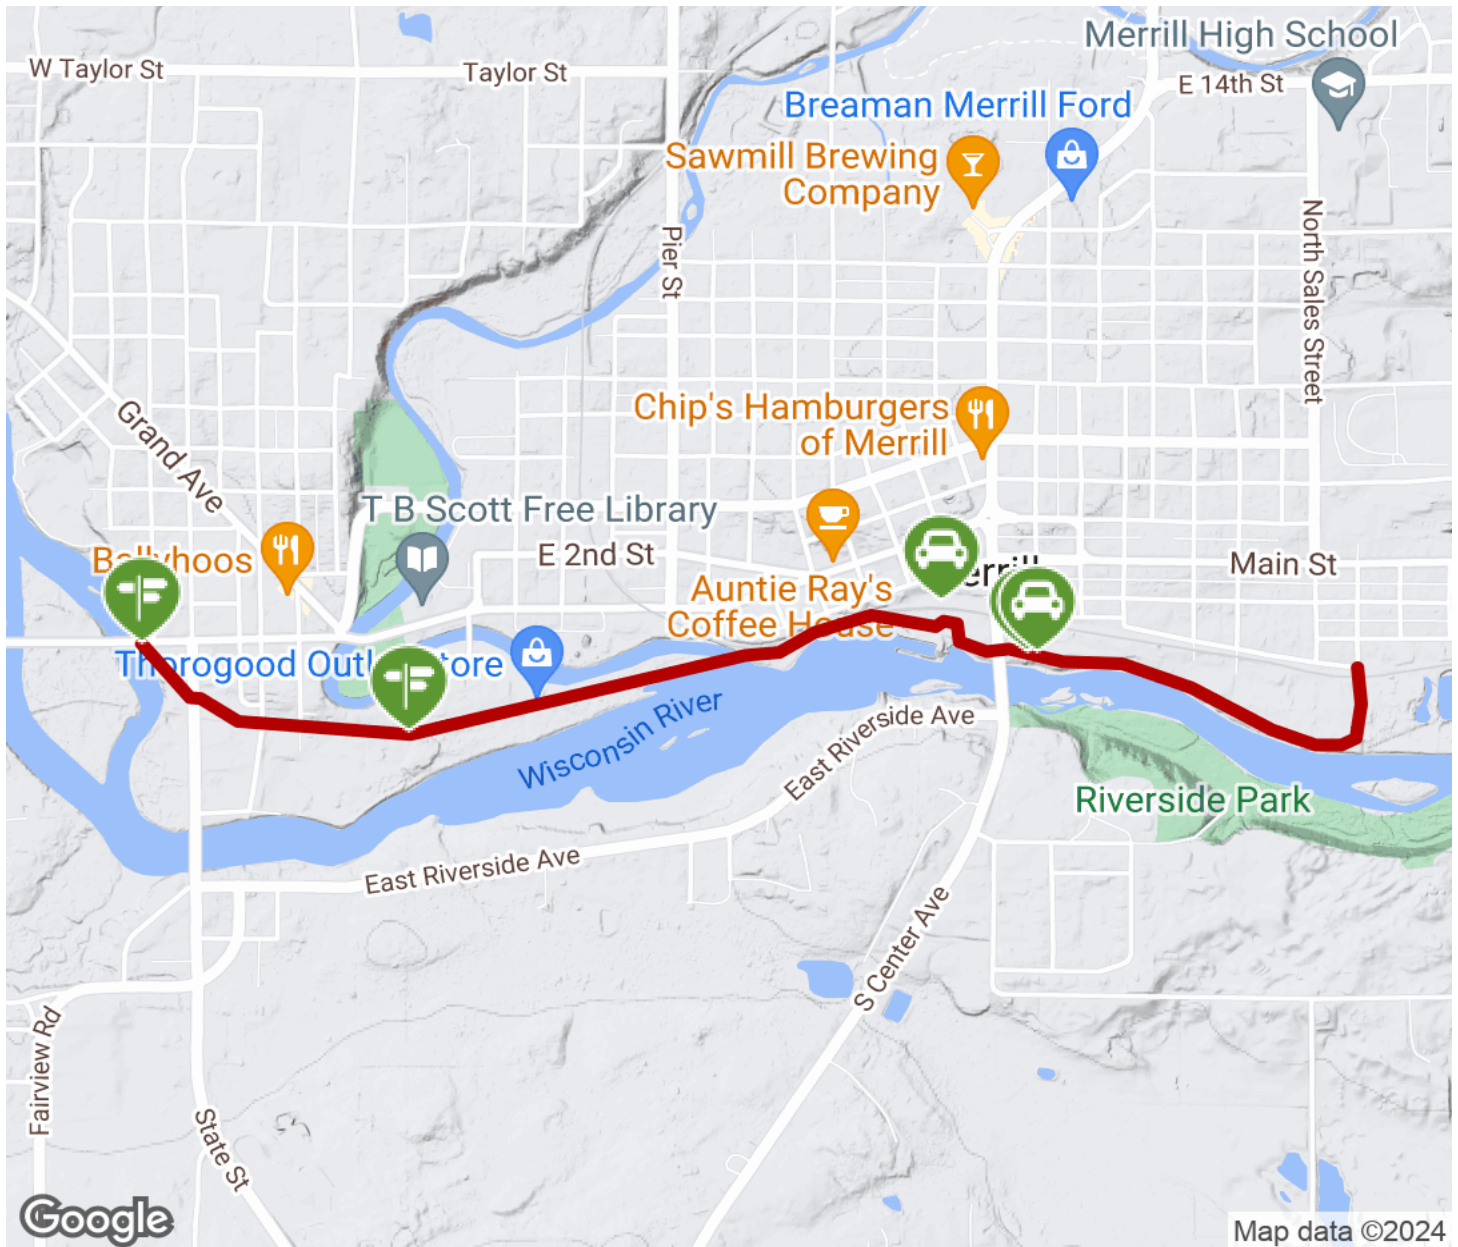 Merrill High School
W Taylor St
Taylor St
E 14th St
Breaman Merrill Ford
Sawmill Brewing
Company
Pier St
North Sales Street
Chip's Hamburgers
of Merrill
Grand Ave
T B Scott Free Library
E 2nd St
Main St
Auntie Ray's
Coffee House
Wisconsin River
East Riverside Ave
Riverside Park
East Riverside Ave
S Center Ave
Fairview Rd
State St
Google
Map data ©2024